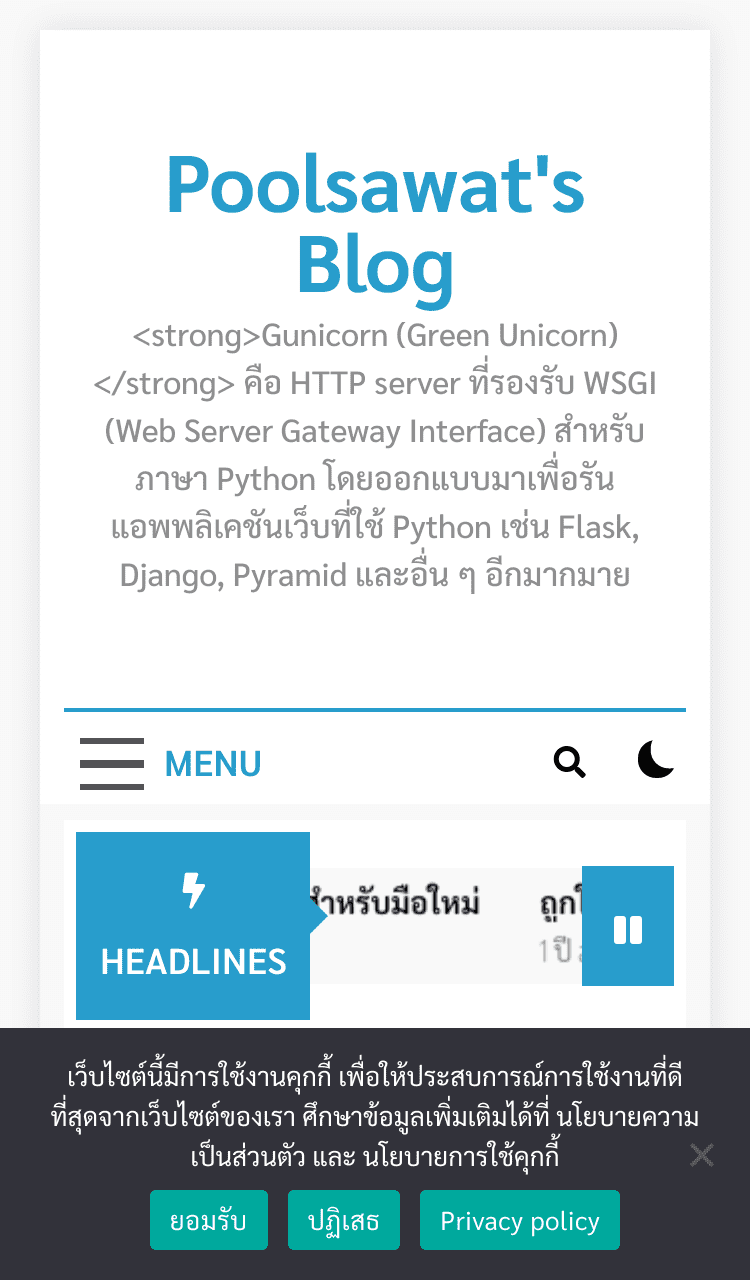 Poolsawat's
Blog
<strong>Gunicorn (Green Unicorn)
</strong> คือ HTTP server ที่รองรับ WSGI
(Web Server Gateway Interface) สำหรับ
ภาษา Python โดยออกแบบมาเพื่อรัน
แอพพลิเคชันเว็บที่ใช้ Python เช่น Flask,
Django, Pyramid และอื่น ๆ อีกมากมาย
MENU
HEADLINES
สำหรับมือใหม่
1 ปี
เว็บไซต์นี้มีการใช้งานคุกกี้ เพื่อให้ประสบการณ์การใช้งานที่ดี
ที่สุดจากเว็บไซต์ของเรา ศึกษาข้อมูลเพิ่มเติมได้ที่ นโยบายความ
เป็นส่วนตัว และ นโยบายการใช้คุกกี้
ยอมรับ
ปฏิเสธ
Privacy policy